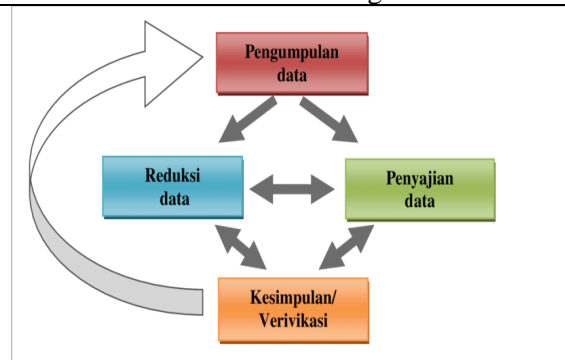 Pengumpulan
data
Reduksi
data
Penyajian
data
Kesimpulan/
Verivikasi